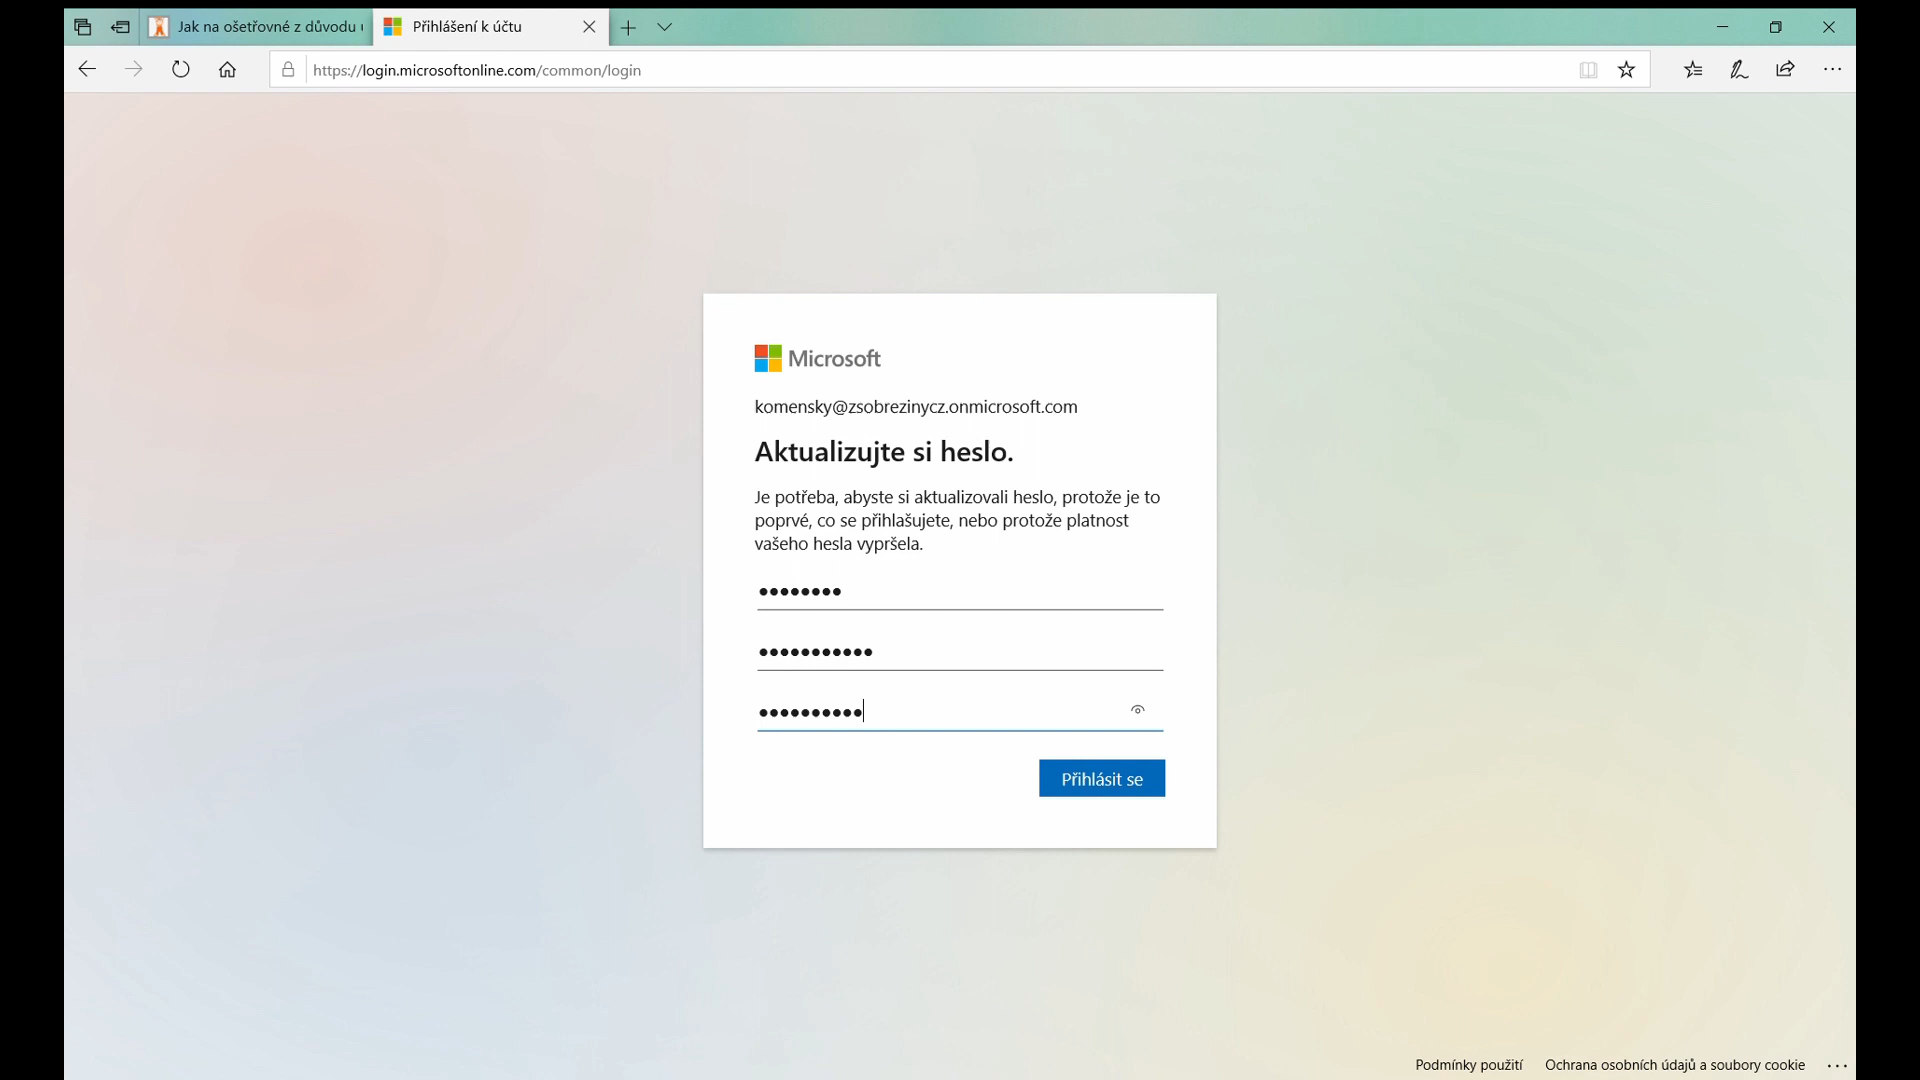 Jak na ošetřovné z důvodu
Přihlášení k účtu
https://login.microsoftonline.com/common/login
Microsoft
komensky@zsobrezinycz.onmicrosoft.com
Aktualizujte si heslo.
Je potřeba, abyste si aktualizovali heslo, protože je to
poprvé, co se přihlašujete, nebo protože platnost
vašeho hesla vypršela.
Přihlásit se
Podmínky použití
Ochrana osobních údajů a soubory cookie